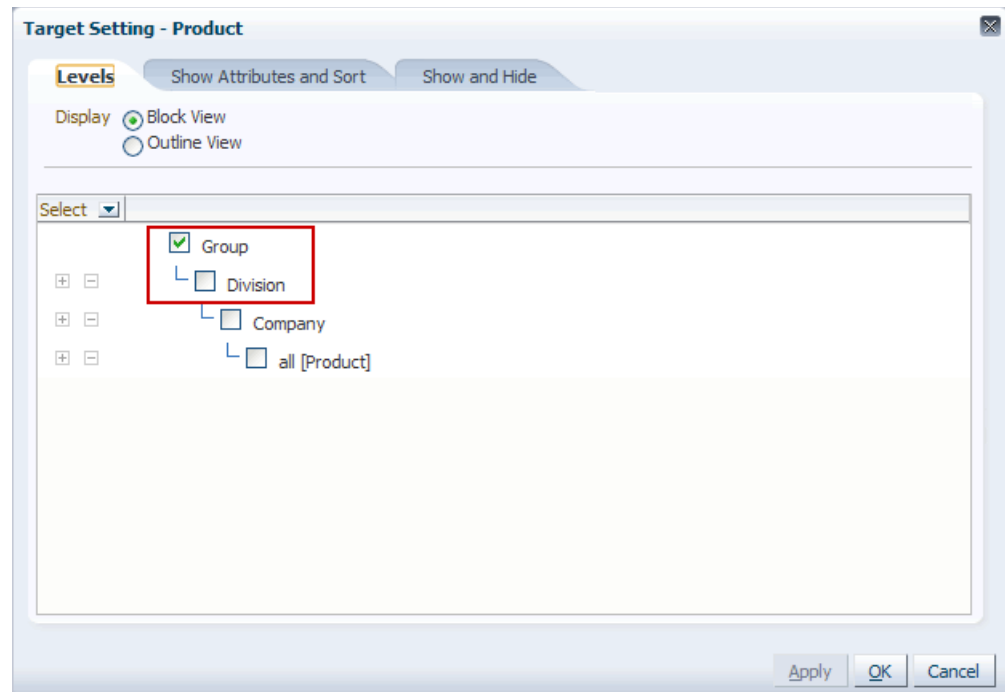 Target Setting - Product
Levels Show Attributes and Sort Show and Hide
Display Block View
Outline View
Select
Group
Division
Company
all [Product]
Apply OK Cancel